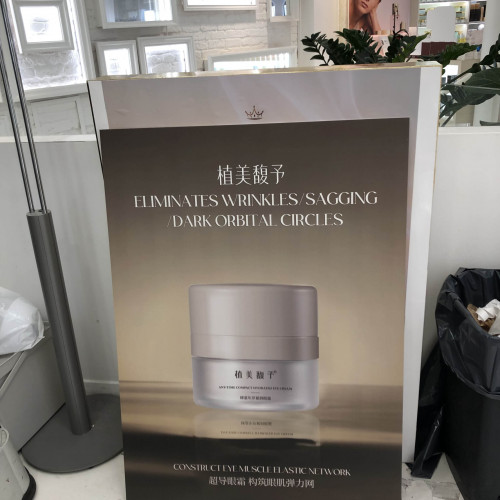 植美馥予
ELIMINATES WRINKLES/SAGGING
/DARK ORBITAL CIRCLES
植美馥予
CONSTRUCT EYE MUSCLE ELASTIC NETWORK
超导眼霜 构筑眼肌弹力网